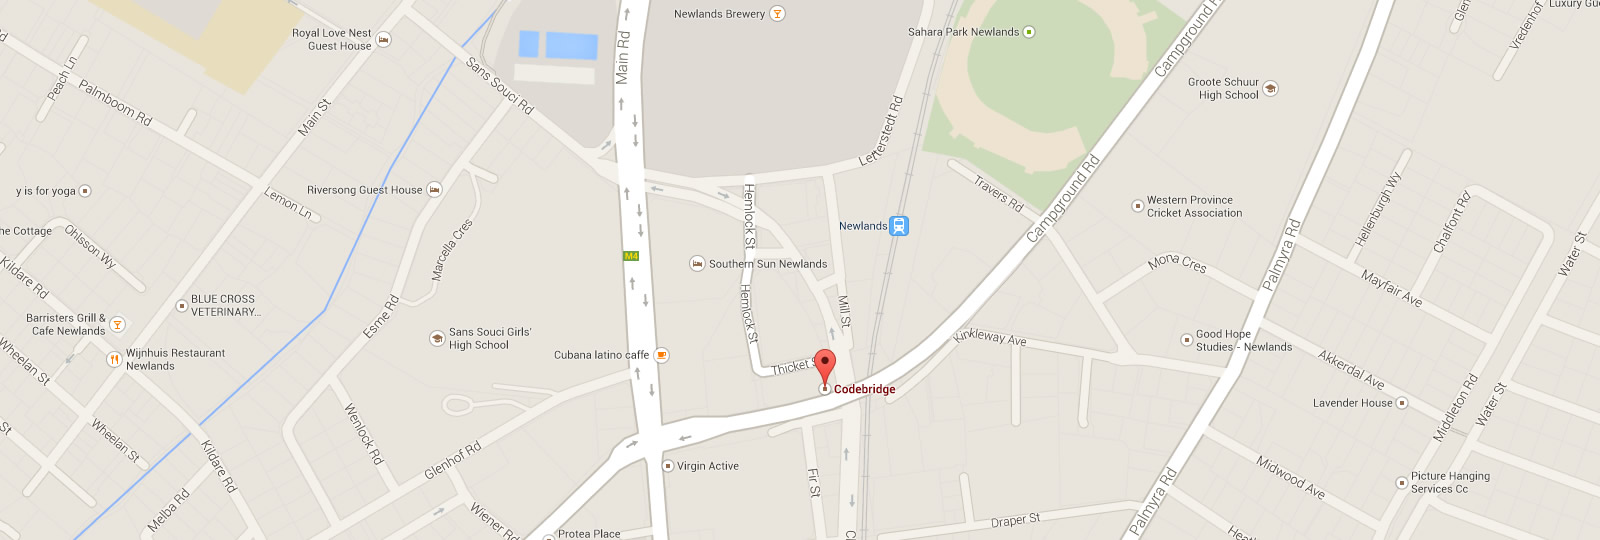 Newlands Brewery
Royal Love Nest
Guest House
Sahara Park Newlands
Luxury
Peach Ln
Palmboom Rd
Main St
Sans Souci Rd
Main Rd
Campground Rd
Groote Schuur
High School
Letterstedt Rd
y is for yoga
Lemon Ln
Riversong Guest House
Hemlock St
Travers Rd
Western Province
Cricket Association
Hellenburgh Wy
Chaffont Rd
Water St
Cottage
Ohlsson Wy
Marcella Cres
Newlands
Campground Rd
Palmyra Rd
M4
Southern Sun Newlands
Mona Cres
Mayfair Ave
Kildare Rd
BLUE CROSS
VETERINARY...
Barristers Grill &
Cafe Newlands
Esme Rd
Hemlock St
Mill St
Sans Souci Girls'
High School
Kirkleway Ave
Good Hope
Studies - Newlands
Wijnhuis Restaurant
Newlands
Cubana latino caffe
Thicket
Codebridge
Akkerdal Ave
Wheelan St
Lavender House
Middleton Rd
Water St
Wenlock Rd
Wheelan St
Kildare Rd
Glenhof Rd
Virgin Active
Fir St
Midwood Ave
Picture Hanging
Services Cc
Melba Rd
Wiener Rd
Protea Place
Draper St
Palmyra Rd